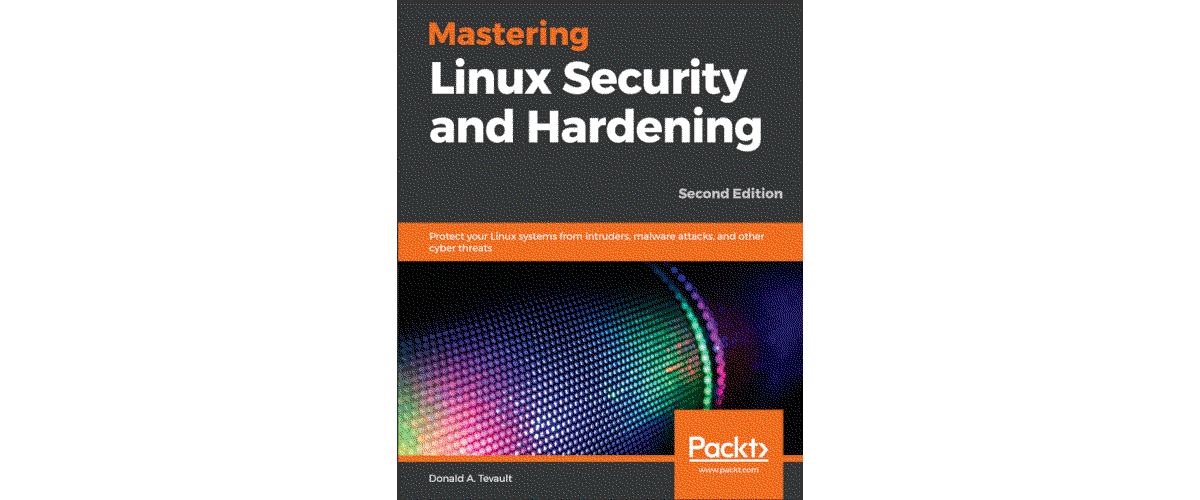 Mastering
Linux Security
and Hardening
Second Edition
Protect your Linux systems from intruders, malware attacks, and other
cyber threats
Packt>
www.packt.com
Donald A. Tevault